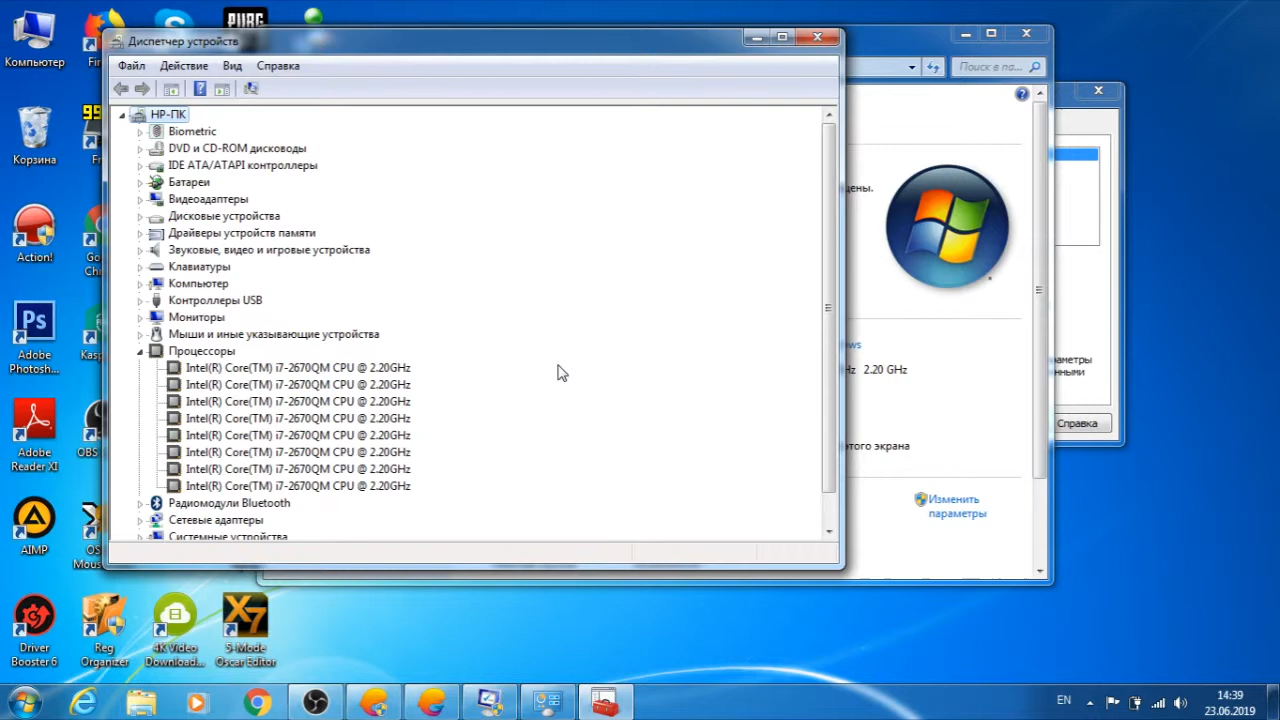 Компьютер
PUBG
Корзина
Action!
Ps
Adobe
Photosh...
Adobe
Reader XI
AIMP
Driver
Booster 6
Reg
Organizer
4K Video
Download...
X7
5-Mode
Oscar Editor
Диспетчер устройств
Файл
Действие
Вид
Справка
HP-ПК
Biometric
DVD и CD-ROM дисководы
IDE ATA/ATAPI контроллеры
Батареи
Видеоадаптеры
Дисковые устройства
Драйверы устройств памяти
Звуковые, видео и игровые устройства
Клавиатуры
Компьютер
Контроллеры USB
Мониторы
Мыши и иные указывающие устройства
Процессоры
Intel(R) Core(TM) i7-2670QM CPU @ 2.20GHz
Intel(R) Core(TM) i7-2670QM CPU @ 2.20GHz
Intel(R) Core(TM) i7-2670QM CPU @ 2.20GHz
Intel(R) Core(TM) i7-2670QM CPU @ 2.20GHz
Intel(R) Core(TM) i7-2670QM CPU @ 2.20GHz
Intel(R) Core(TM) i7-2670QM CPU @ 2.20GHz
Intel(R) Core(TM) i7-2670QM CPU @ 2.20GHz
Intel(R) Core(TM) i7-2670QM CPU @ 2.20GHz
Радиомодули Bluetooth
Сетевые адаптеры
Системные устройства
Поиск в па...
2.20 GHz
этого экрана
Изменить
параметры
Справка
EN
14:39
23.06.2019